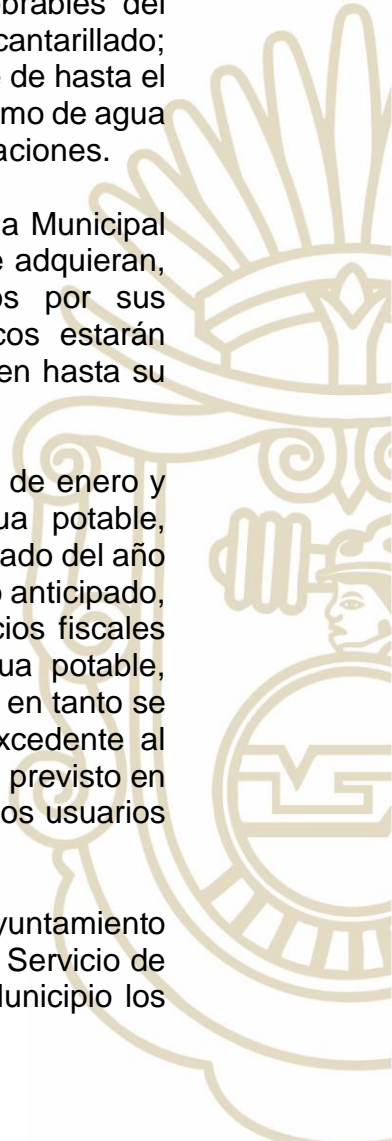 obrables del
cantarillado;
e de hasta el
mo de agua
aciones.
a Municipal
e adquieran,
os por sus
cos estarán
en hasta su
de enero y
ua potable,
ado del año
o anticipado,
cios fiscales
ua potable,
en tanto se
xcedente al
previsto en
os usuarios
yuntamiento
Servicio de
Municipio los